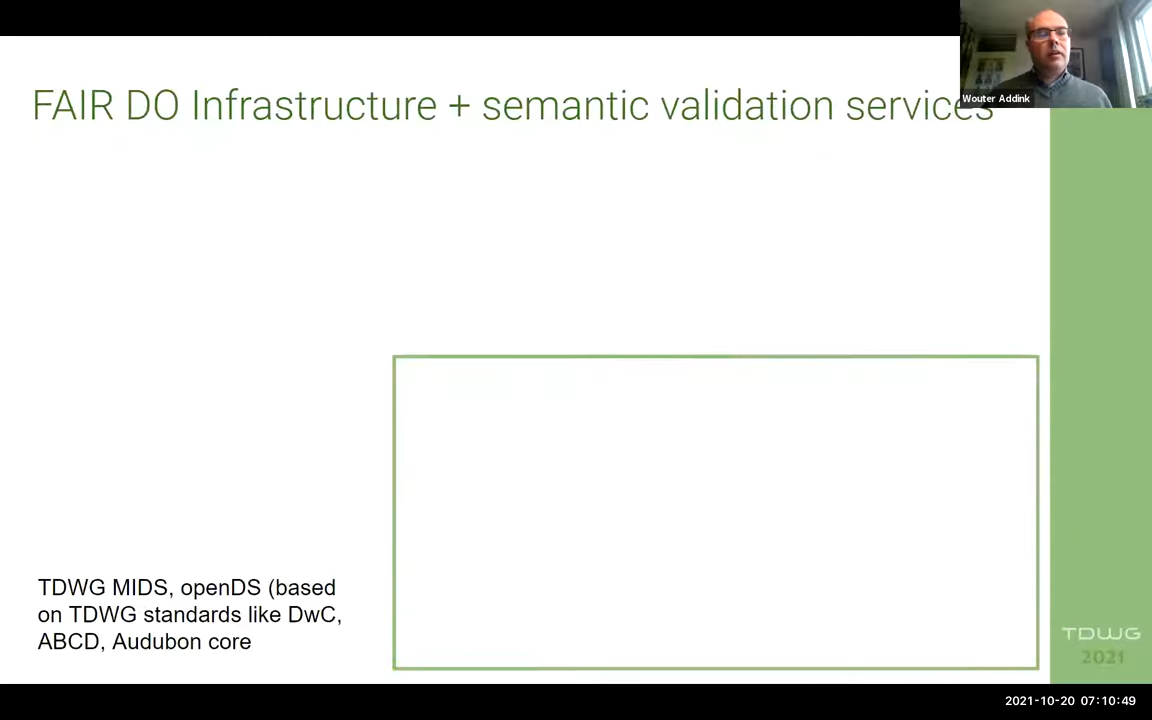 FAIR DO Infrastructure + semantic validation services
Wouter Addink
TDWG MIDS, openDS (based
on TDWG standards like DwC,
ABCD, Audubon core
TDWG
2021
2021-10-20 07:10:49